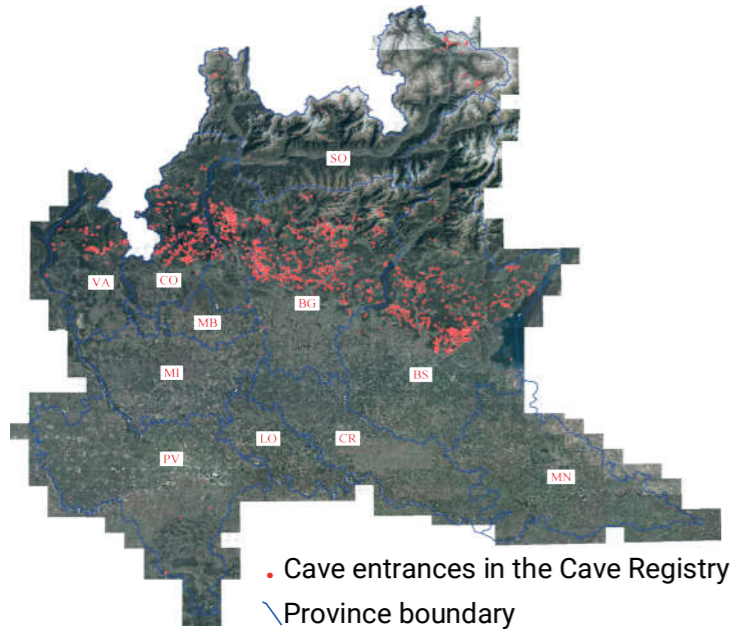 SO
VA
CO
BG
MB
MI
BS
LO
CR
PV
MN
Cave entrances in the Cave Registry
Province boundary